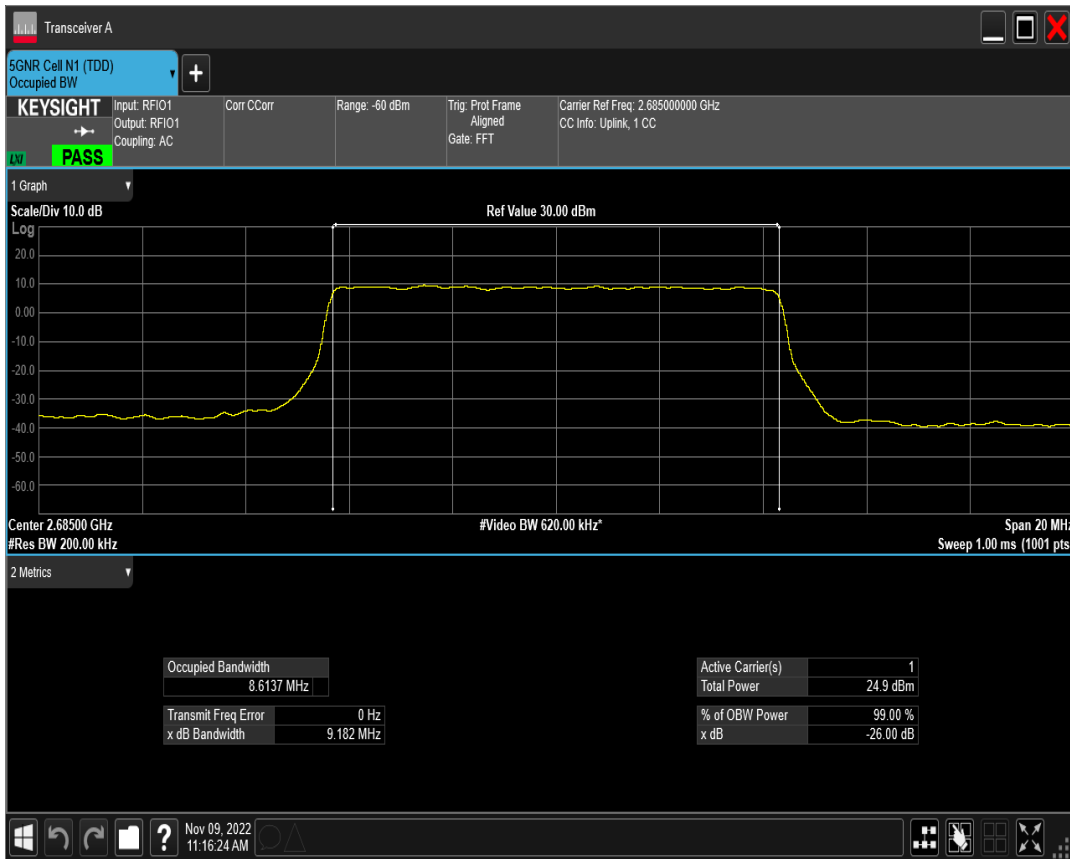 Transceiver A
5GNR Cell N1 (TDD)
Occupied BW
+
KEYSIGHT
LXI
PASS
Input: RFIO1
Output: RFIO1
Coupling: AC
Corr CCorr
Range: -60 dBm
Trig: Prot Frame
Aligned
Gate: FFT
Carrier Ref Freq: 2.685000000 GHz
CC Info: Uplink, 1 CC
1 Graph
Scale/Div 10.0 dB
Ref Value 30.00 dBm
Log
20.0
10.0
0.00
-10.0
-20.0
-30.0
-40.0
-50.0
-60.0
Center 2.68500 GHz
#Video BW 620.00 kHz*
Span 20 MHz
#Res BW 200.00 kHz
Sweep 1.00 ms (1001 pts
2 Metrics
Occupied Bandwidth
8.6137 MHz
Transmit Freq Error 0 Hz
x dB Bandwidth 9.182 MHz
Active Carrier(s) 1
Total Power 24.9 dBm
% of OBW Power 99.00 %
x dB -26.00 dB
?
Nov 09, 2022
11:16:24 AM